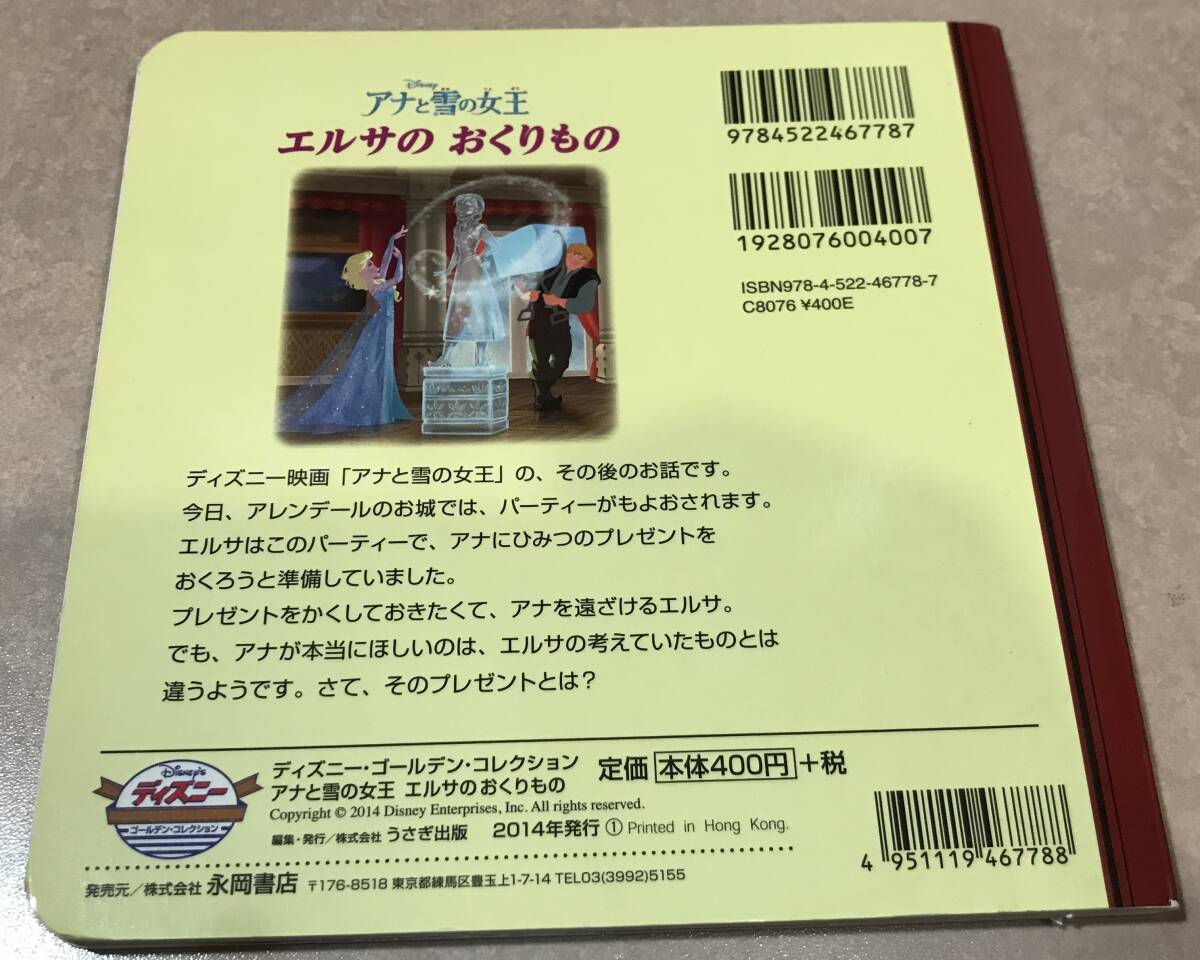 Disney
アナと雪の女王
エルサの おくりもの
9784522467787
1928076004007
ISBN978-4-522-46778-7
C8076 ¥400E
ディズニー映画「アナと雪の女王」の、その後のお話です。
今日、アレンデールのお城では、パーティーがもよおされます。
エルサはこのパーティーで、アナにひみつのプレゼントを
おくろうと準備していました。
プレゼントをかくしておきたくて、アナを遠ざけるエルサ。
でも、アナが本当にほしいのは、エルサの考えていたものとは
違うようです。さて、そのプレゼントとは?
Disney's
ディズニー
ゴールデン・コレクション
ディズニー・ゴールデン・コレクション
アナと雪の女王 エルサのおくりもの
定価 本体400円+税
Copyright © 2014 Disney Enterprises, Inc. All rights reserved.
編集・発行/株式会社 うさぎ出版 2014年発行 ① Printed in Hong Kong.
4 951119 467788
発売元/株式会社 永岡書店 〒176-8518 東京都練馬区豊玉上1-7-14 TEL03(3992)5155